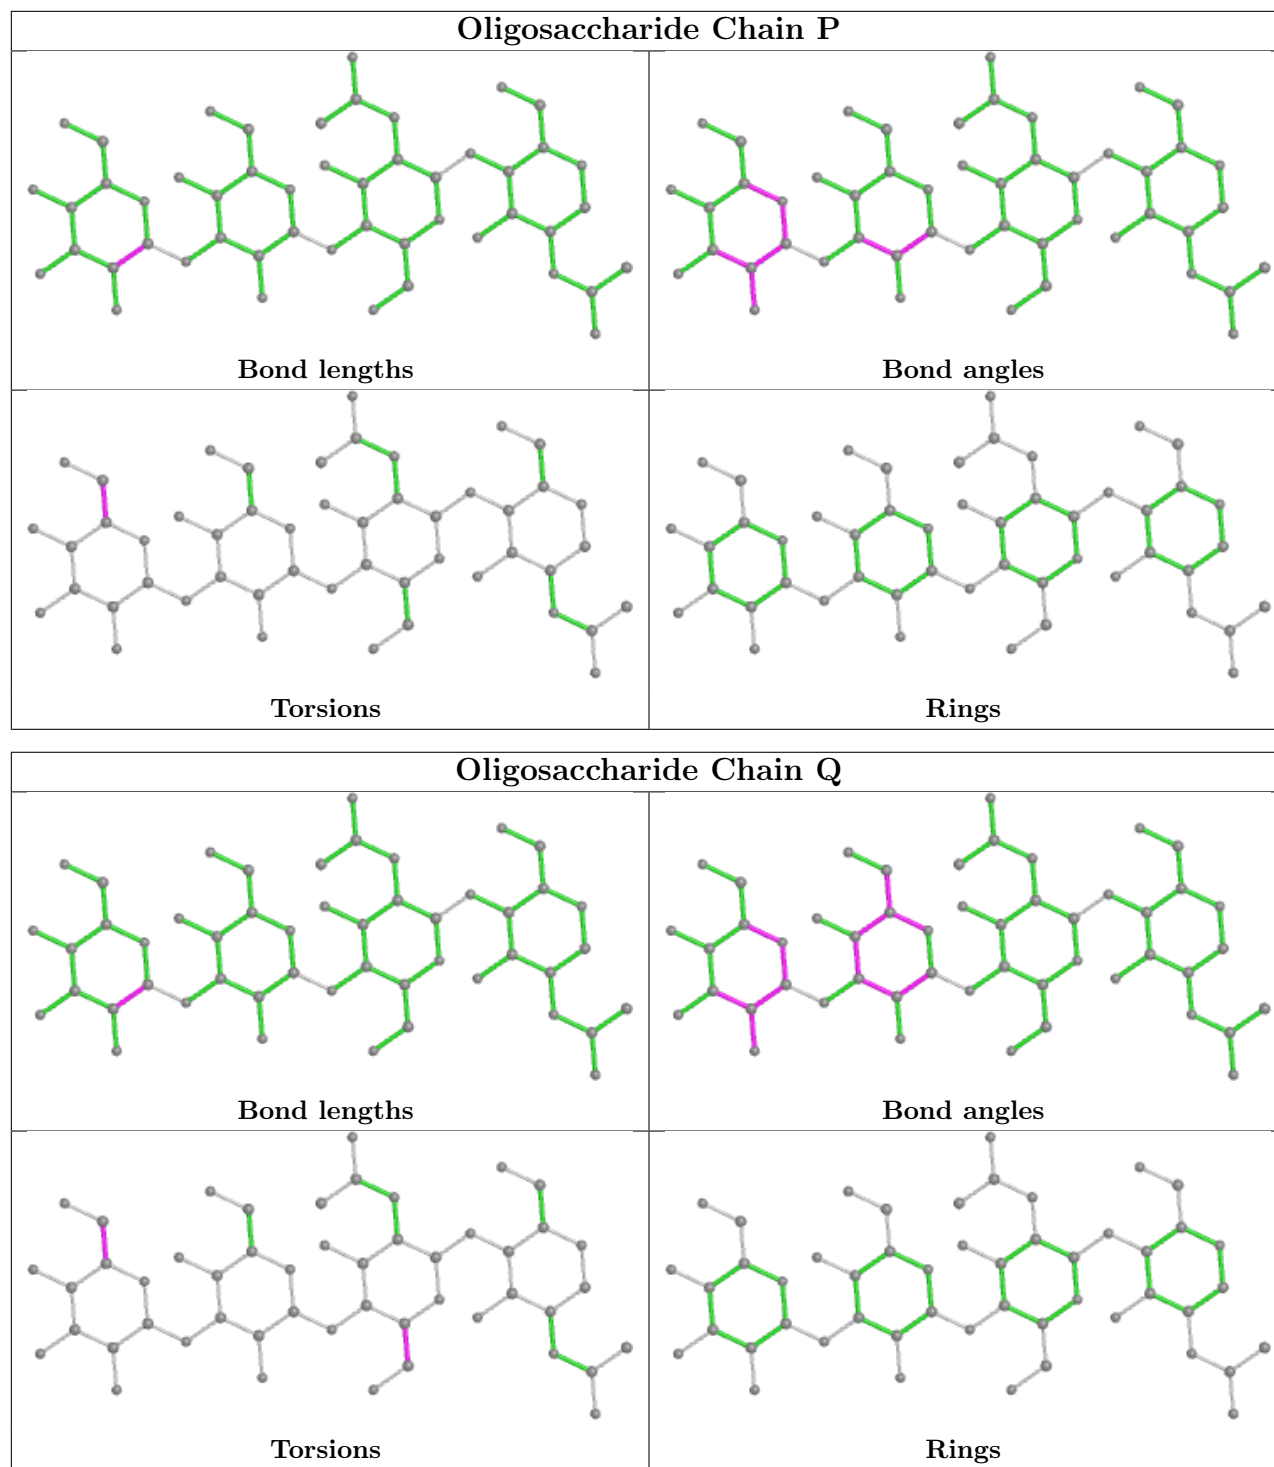 Oligosaccharide Chain P
Bond lengths
Bond angles
Torsions
Rings
Oligosaccharide Chain Q
Bond lengths
Bond angles
Torsions
Rings